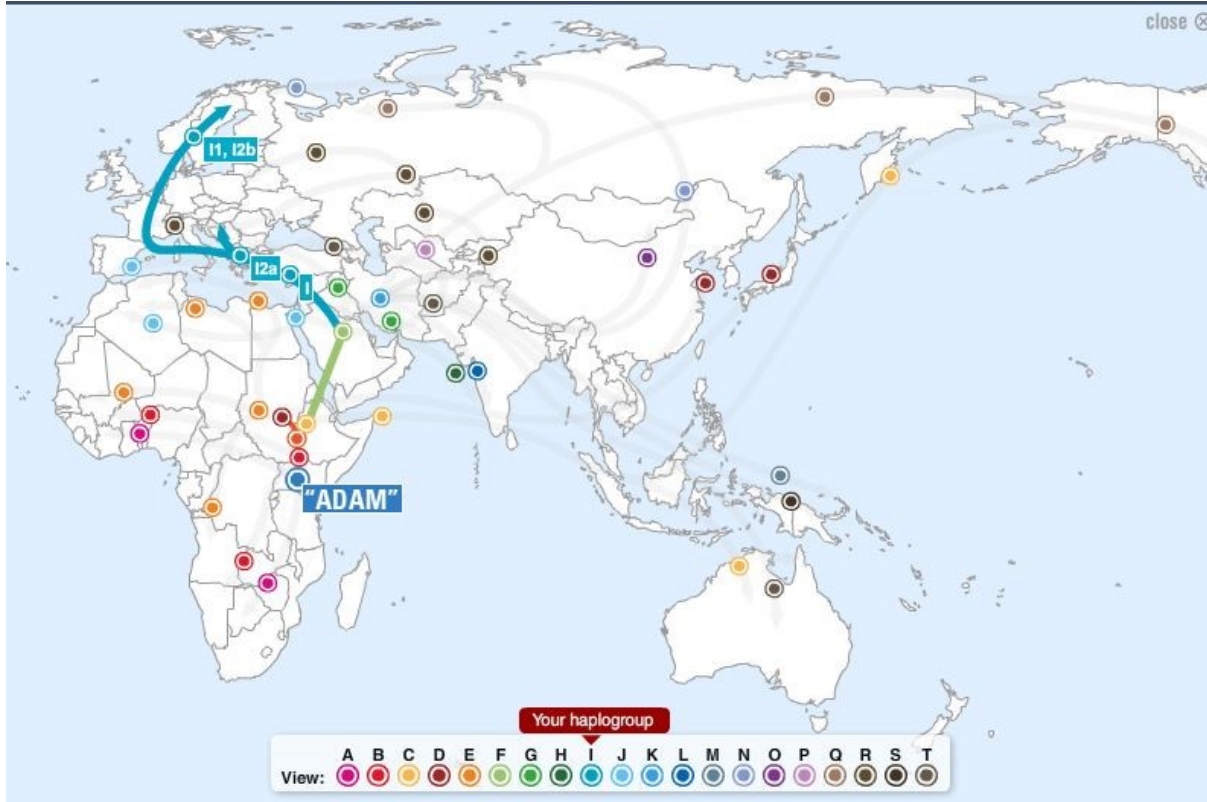 close
I1, I2b
I2a
I
"ADAM"
Your haplogroup
A B C D E F G H I J K L M N O P Q R S T
View: